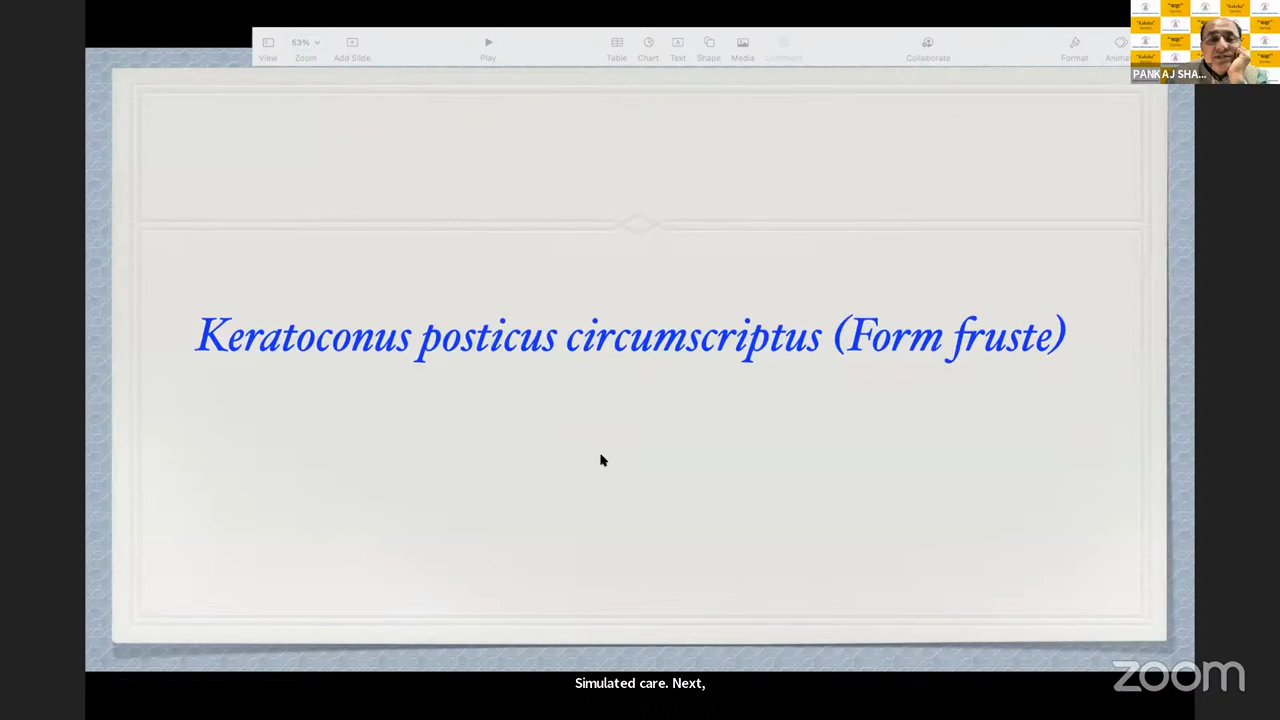 53%
View
Zoom
Add Slide
Play
Table
Chart
Text
Shape
Media
Comment
Collaborate
Format
PANKAJ SHA...
Keratoconus posticus circumscriptus (Form fruste)
zoom
Simulated care. Next,